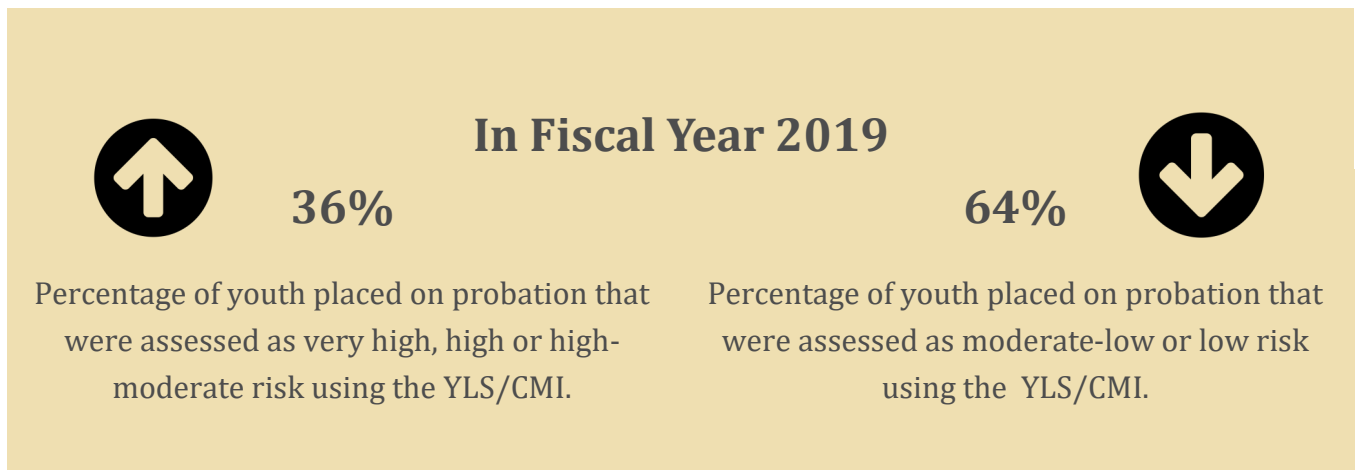 In Fiscal Year 2019
36%
64%
Percentage of youth placed on probation that
were assessed as very high, high or high-
moderate risk using the YLS/CMI.
Percentage of youth placed on probation that
were assessed as moderate-low or low risk
using the YLS/CMI.